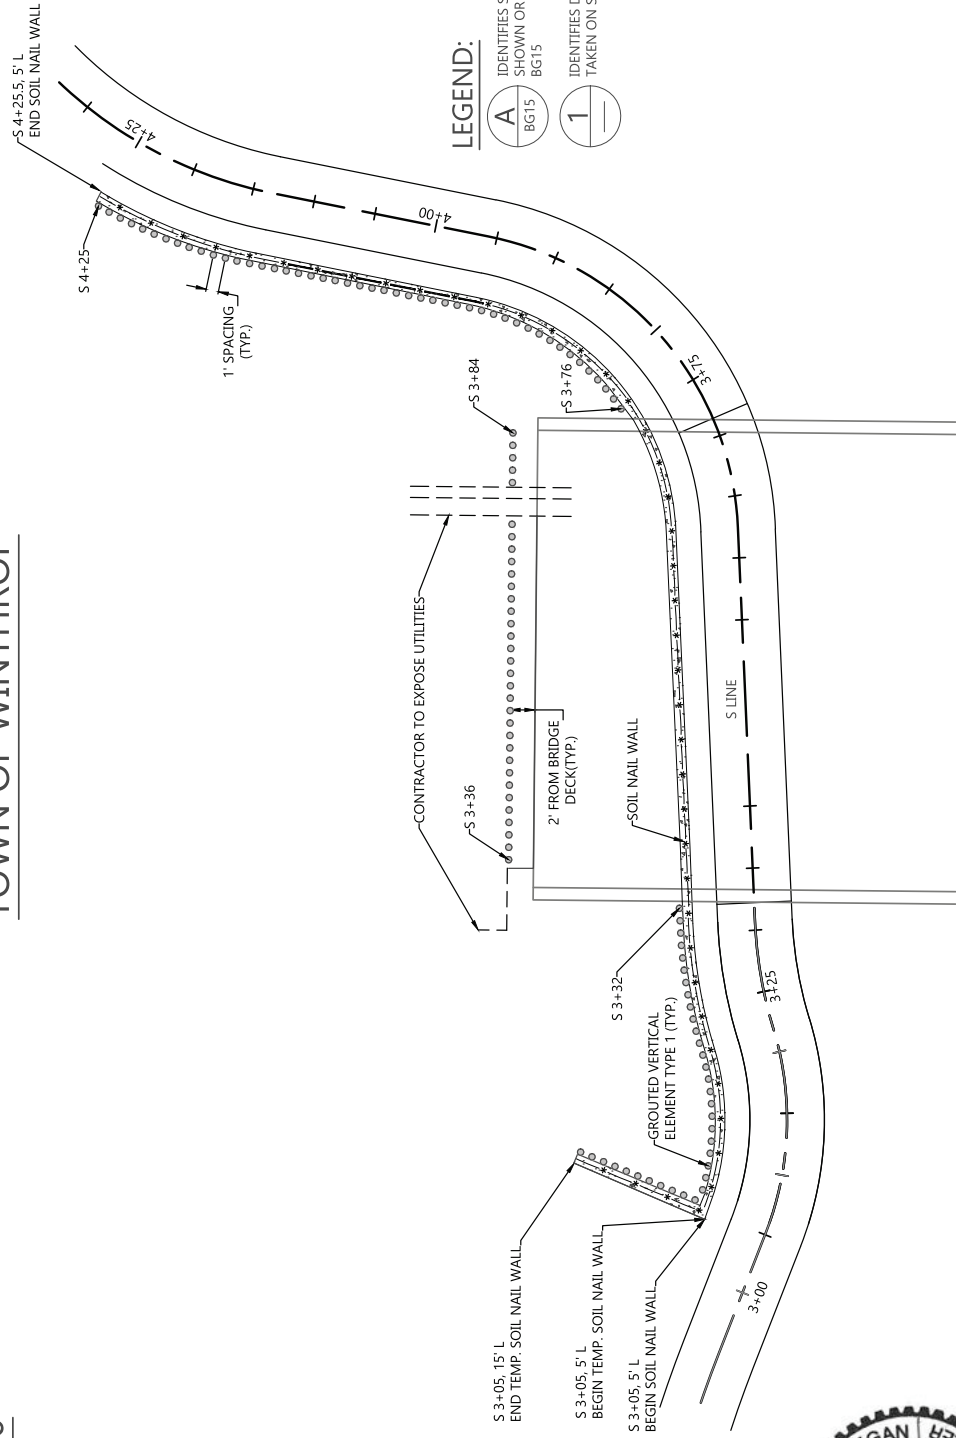 TOWN OF WINTHROP
S 4+25.5, 5' L
END SOIL NAIL WALL
S 4+25
4+25
1' SPACING
(TYP.)
4+00
LEGEND:
A
BG15
IDENTIFIES
SHOWN OR
BG15
1
IDENTIFIES
TAKEN ON
S 3+84
S 3+76
3+75
CONTRACTOR TO EXPOSE UTILITIES
S 3+36
2' FROM BRIDGE
DECK(TYP.)
SOIL NAIL WALL
S LINE
S 3+32
3+25
GROUTED VERTICAL
ELEMENT TYPE 1 (TYP.)
S 3+05, 15' L
END TEMP. SOIL NAIL WALL
S 3+05, 5' L
BEGIN TEMP. SOIL NAIL WALL
S 3+05, 5' L
BEGIN SOIL NAIL WALL
3+00